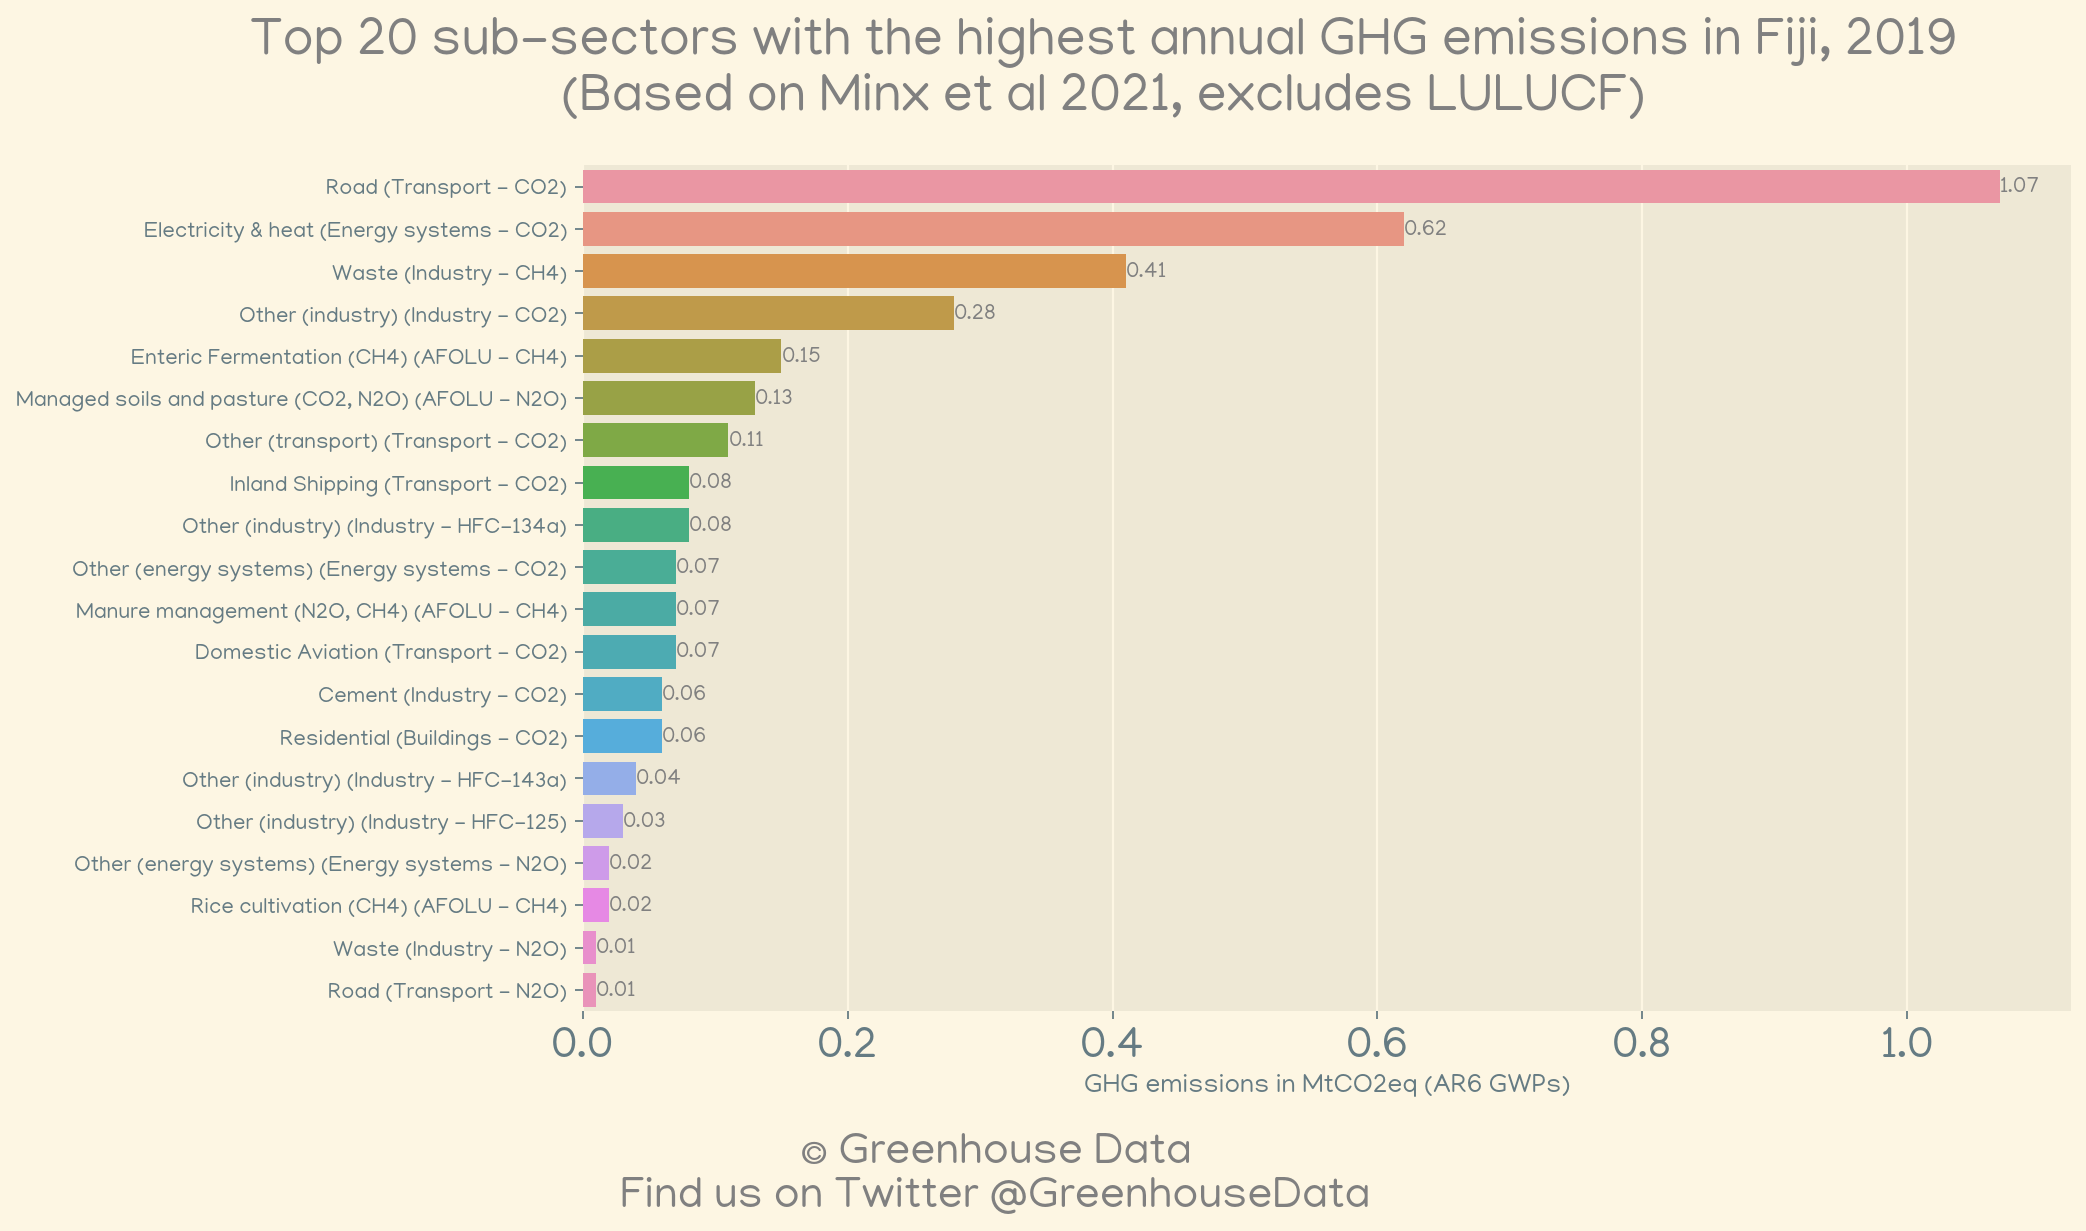 Top 20 sub-sectors with the highest annual GHG emissions in Fiji, 2019
(Based on Minx et al 2021, excludes LULUCF)
Road (Transport - CO2) 1.07
Electricity & heat (Energy systems - CO2) 0.62
Waste (Industry - CH4) 0.41
Other (industry) (Industry - CO2) 0.28
Enteric Fermentation (CH4) (AFOLU - CH4) 0.15
Managed soils and pasture (CO2, N2O) (AFOLU - N2O) 0.13
Other (transport) (Transport - CO2) 0.11
Inland Shipping (Transport - CO2) 0.08
Other (industry) (Industry - HFC-134a) 0.08
Other (energy systems) (Energy systems - CO2) 0.07
Manure management (N2O, CH4) (AFOLU - CH4) 0.07
Domestic Aviation (Transport - CO2) 0.07
Cement (Industry - CO2) 0.06
Residential (Buildings - CO2) 0.06
Other (industry) (Industry - HFC-143a) 0.04
Other (industry) (Industry - HFC-125) 0.03
Other (energy systems) (Energy systems - N2O) 0.02
Rice cultivation (CH4) (AFOLU - CH4) 0.02
Waste (Industry - N2O) 0.01
Road (Transport - N2O) 0.01
0.0 0.2 0.4 0.6 0.8 1.0
GHG emissions in MtCO2eq (AR6 GWPs)
© Greenhouse Data
Find us on Twitter @GreenhouseData